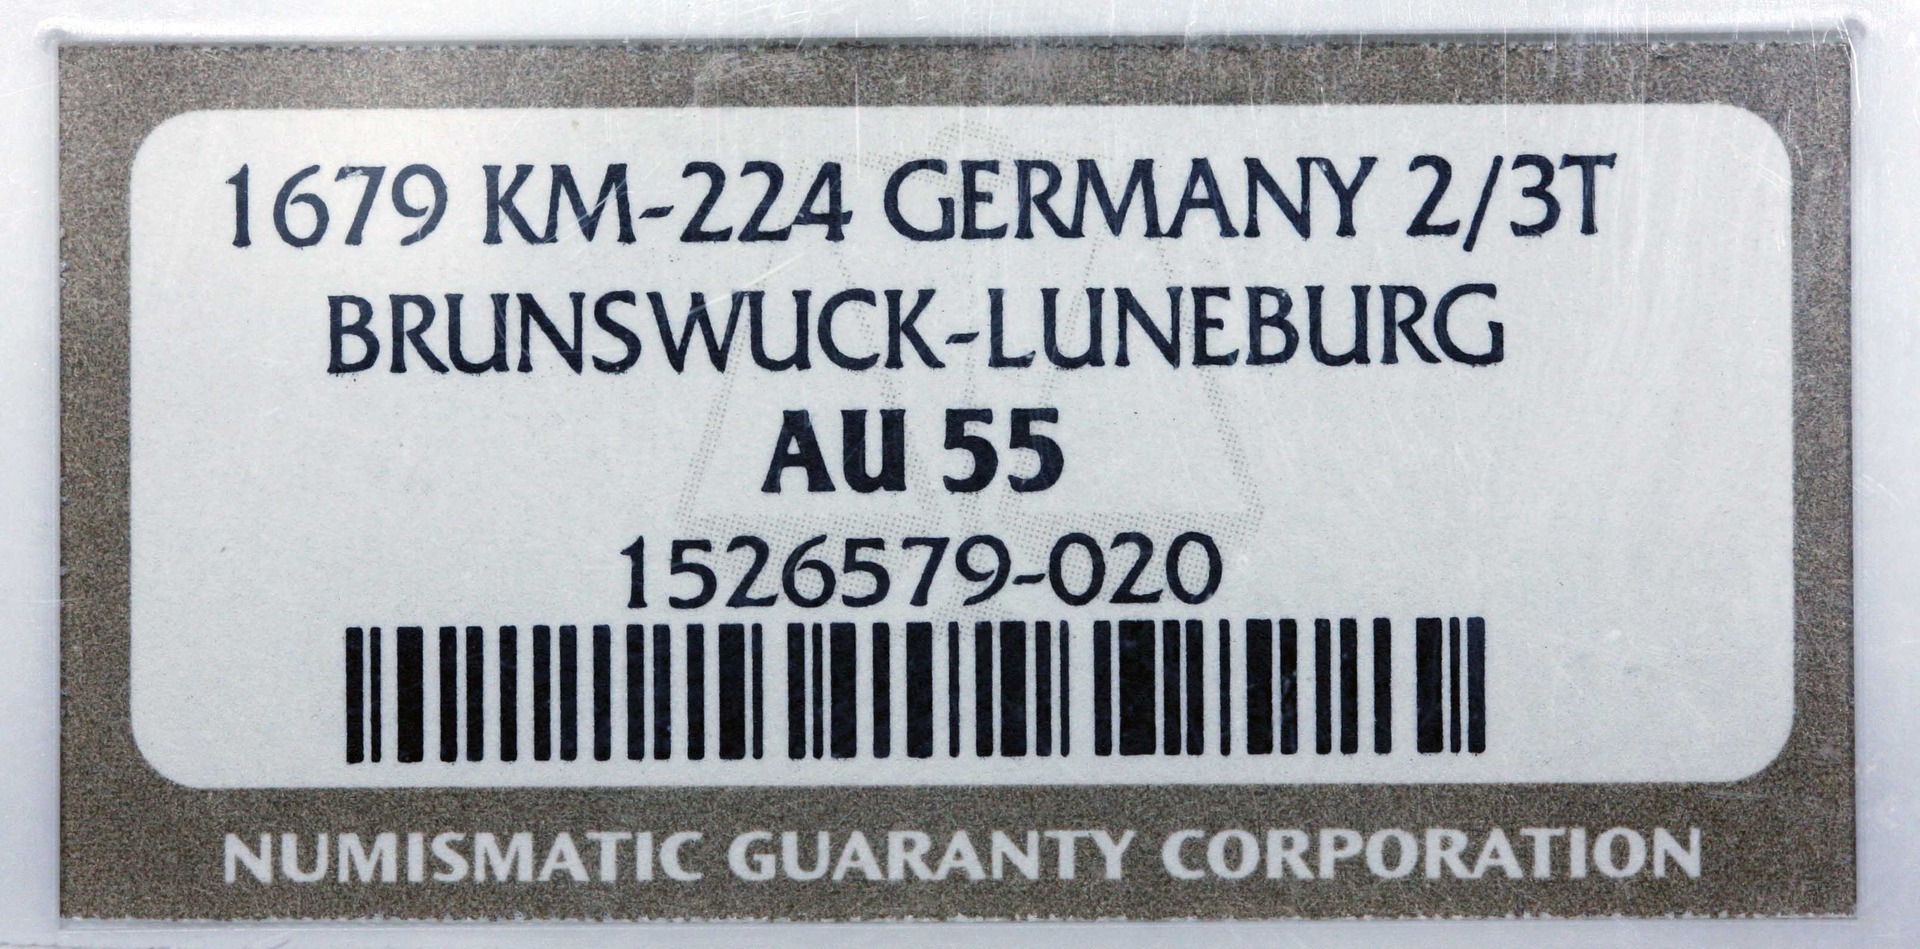 1679 KM-224 GERMANY 2/3T
BRUNSWUCK-LUNEBURG
AU 55
1526579-020
NUMISMATIC GUARANTY CORPORATION